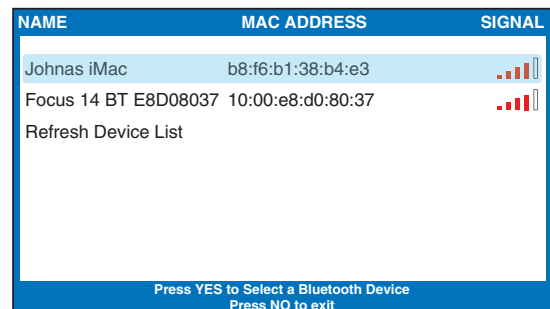 NAME MAC ADDRESS SIGNAL
Johnas iMac b8:f6:b1:38:b4:e3
Focus 14 BT E8D08037 10:00:e8:d0:80:37
Refresh Device List
Press YES to Select a Bluetooth Device
Press NO to exit